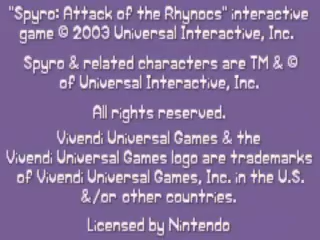 "Spyro: Attack of the Rhynocs" interactive
game © 2003 Universal Interactive, Inc.
Spyro & related characters are TM & ©
of Universal Interactive, Inc.
All rights reserved.
Vivendi Universal Games & the
Vivendi Universal Games logo are trademarks
of Vivendi Universal Games, Inc. in the U.S.
&/or other countries.
Licensed by Nintendo